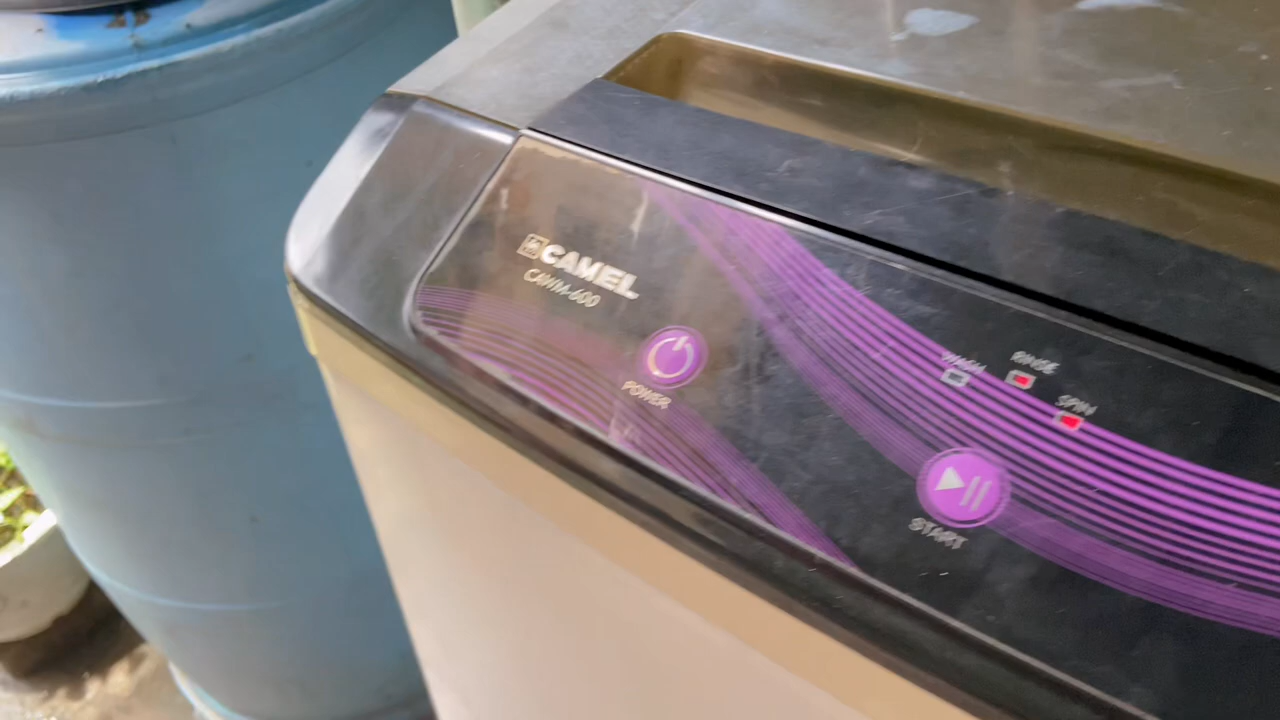 CAMEL
CAWM-600
POWER
WASH
RINSE
SPIN
START